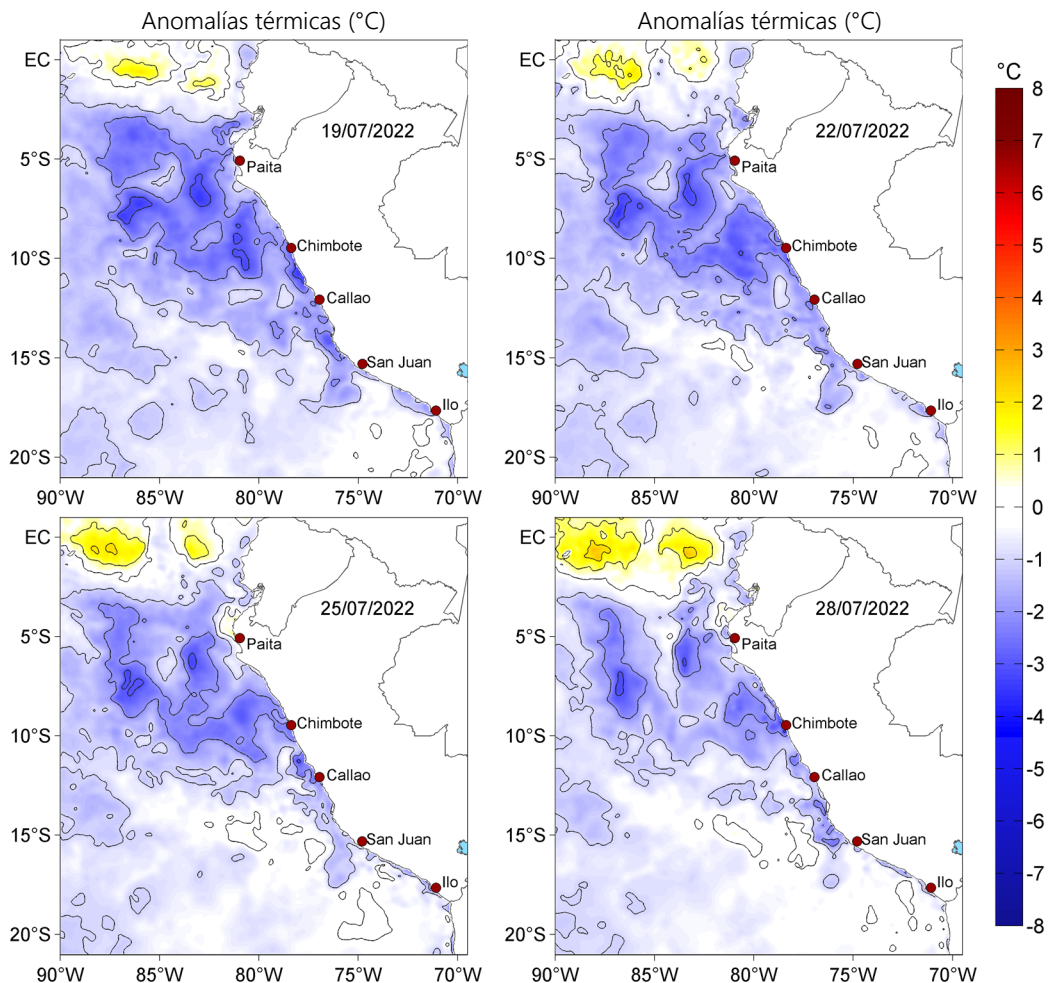 Anomalías térmicas (°C)
Anomalías térmicas (°C)
EC
5°S
10°S
15°S
20°S
19/07/2022
Paita
Chimbote
Callao
San Juan
Ilo
90°W
85°W
80°W
75°W
70°W
EC
5°S
10°S
15°S
20°S
22/07/2022
Paita
Chimbote
Callao
San Juan
Ilo
90°W
85°W
80°W
75°W
70°W
EC
5°S
10°S
15°S
20°S
25/07/2022
Paita
Chimbote
Callao
San Juan
Ilo
90°W
85°W
80°W
75°W
70°W
EC
5°S
10°S
15°S
20°S
28/07/2022
Paita
Chimbote
Callao
San Juan
Ilo
90°W
85°W
80°W
75°W
70°W
°C
8
7
6
5
4
3
2
1
0
-1
-2
-3
-4
-5
-6
-7
-8